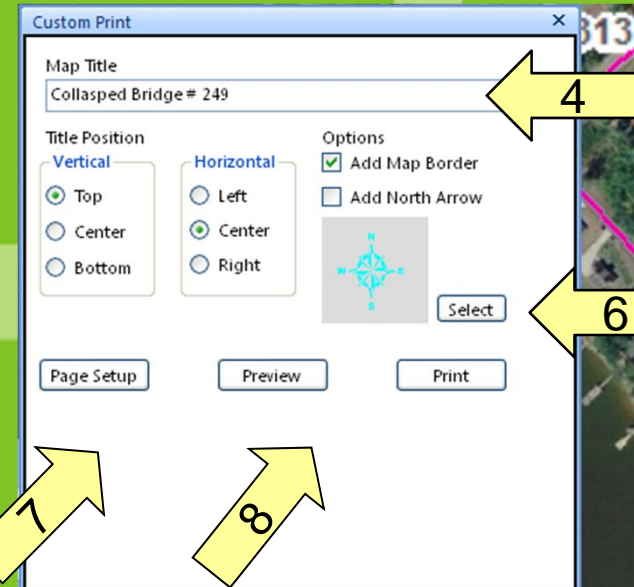 Custom Print ×
313
Map Title
Collasped Bridge # 249
4
Title Position
Options
Vertical
Horizontal
Add Map Border
Top
Left
Add North Arrow
Center
Center
Bottom
Right
N
W E
S
Select
6
Page Setup
Preview
Print
7
8